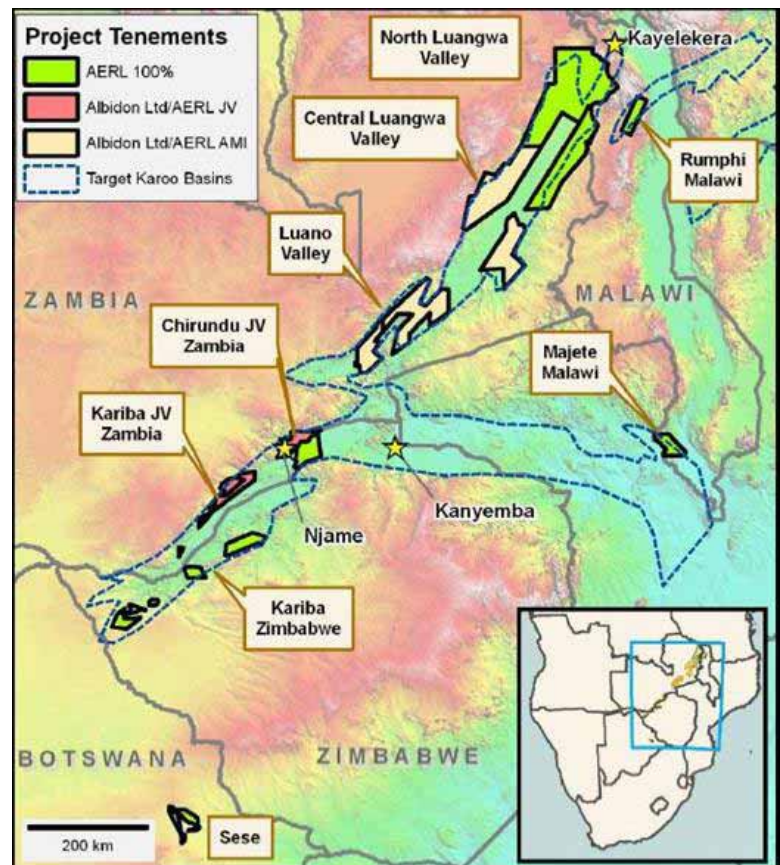 Project Tenements
AERL 100%
Albidon Ltd/AERL JV
Albidon Ltd/AERL AMI
Target Karoo Basins
North Luangwa
Valley
Kayelekera
Central Luangwa
Valley
Rumphi
Malawi
Luano
Valley
ZAMBIA
MALAWI
Chirundu JV
Zambia
Majete
Malawi
Kariba JV
Zambia
Njame
Kanyemba
Kariba
Zimbabwe
BOTSWANA
ZIMBABWE
Sese
200 km